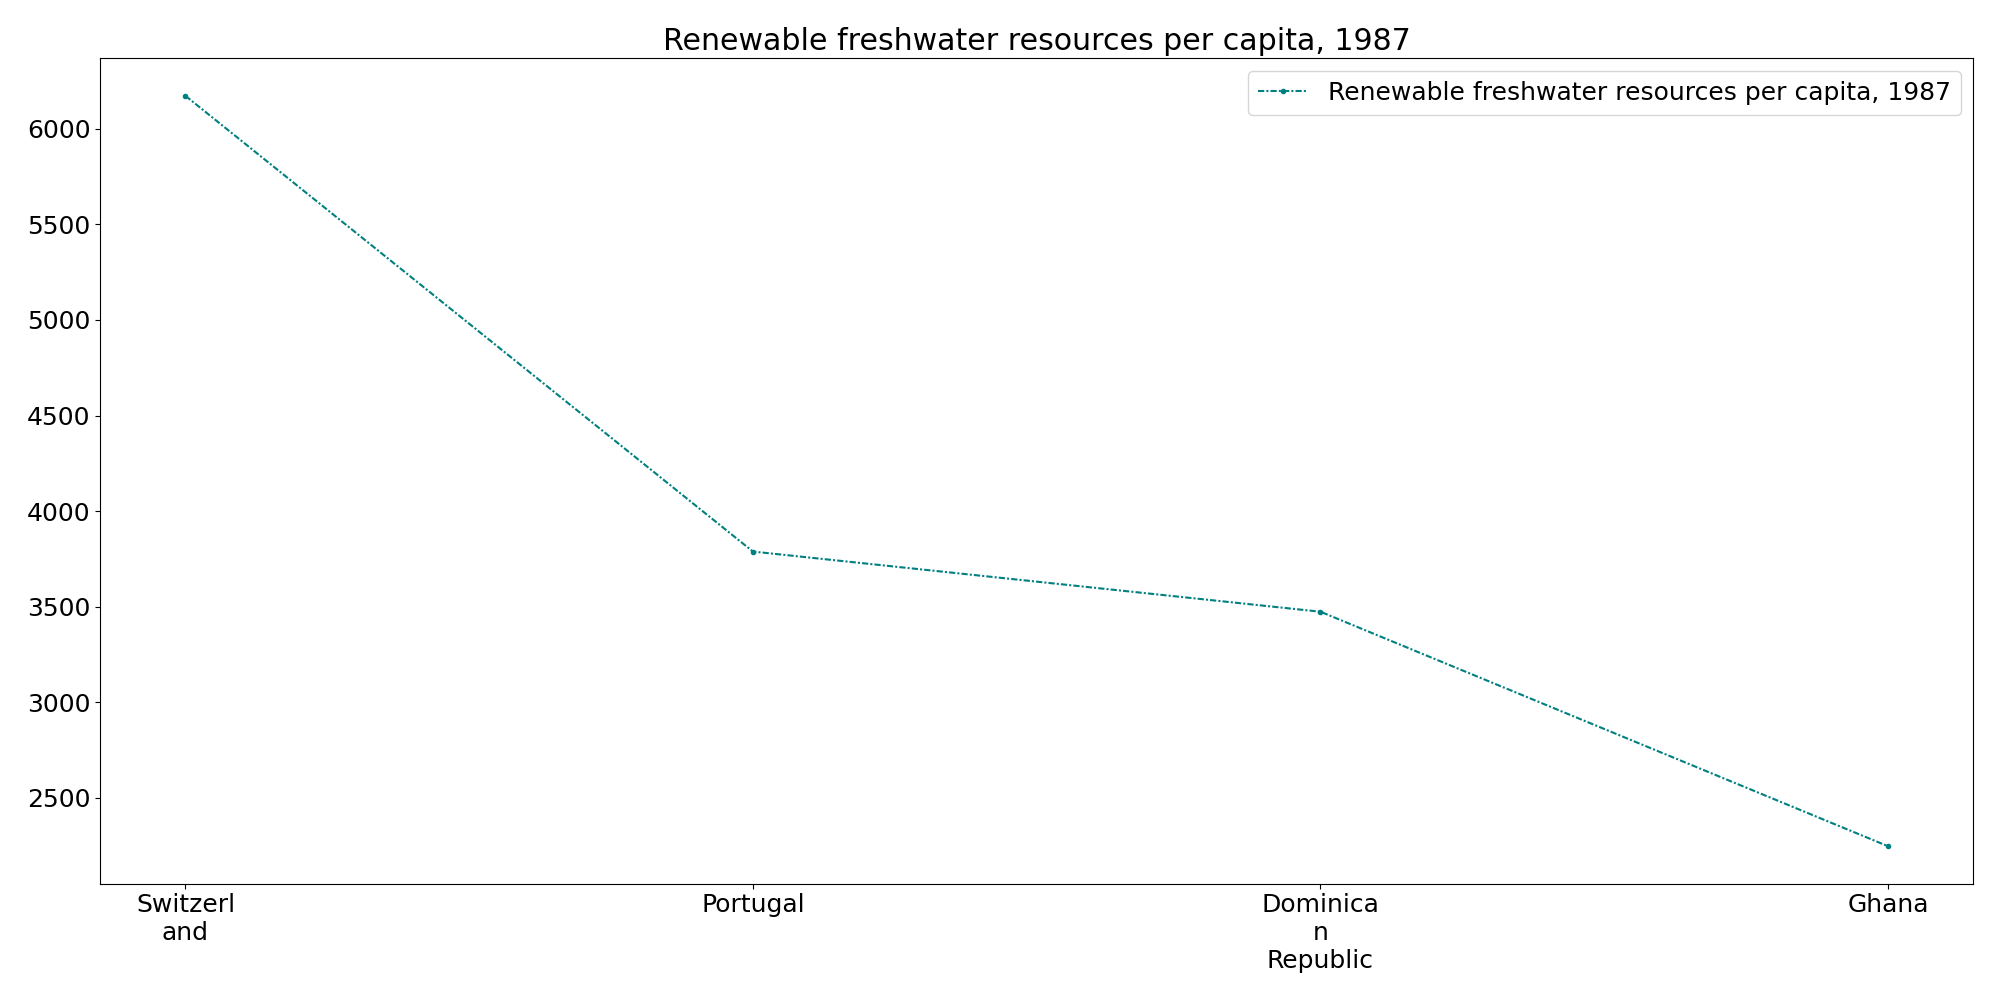 Renewable freshwater resources per capita, 1987
Renewable freshwater resources per capita, 1987
6000
5500
5000
4500
4000
3500
3000
2500
Switzerl
and
Portugal
Dominica
n
Republic
Ghana